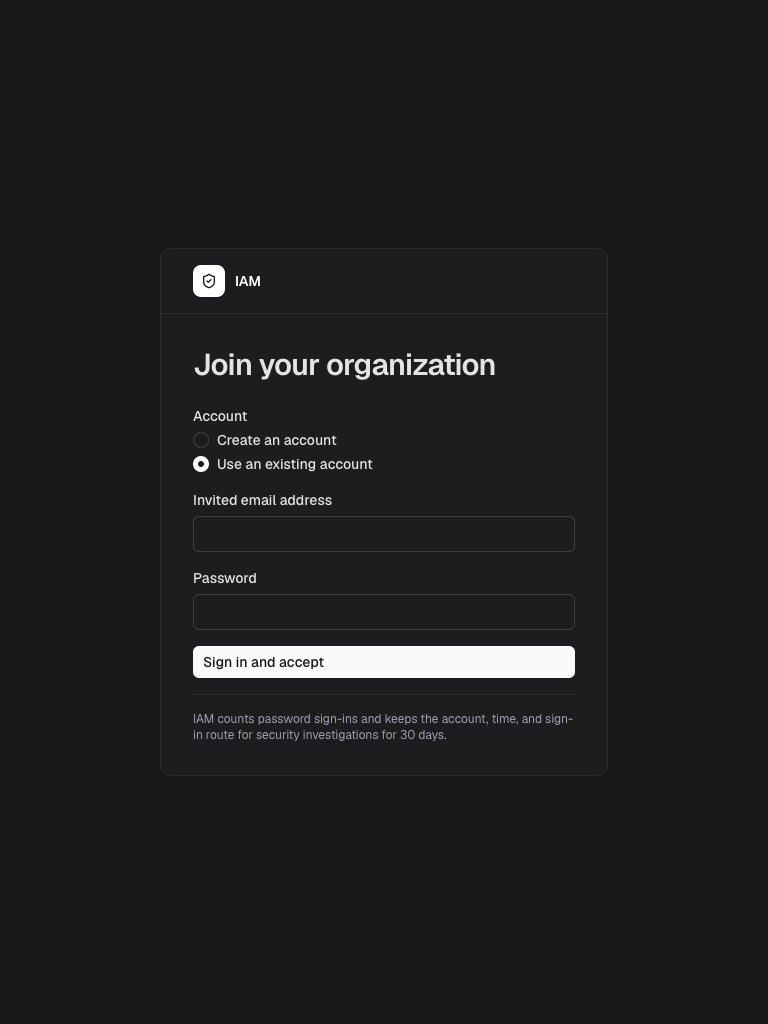 IAM
Join your organization
Account
Create an account
Use an existing account
Invited email address
Password
Sign in and accept
IAM counts password sign-ins and keeps the account, time, and sign-
in route for security investigations for 30 days.